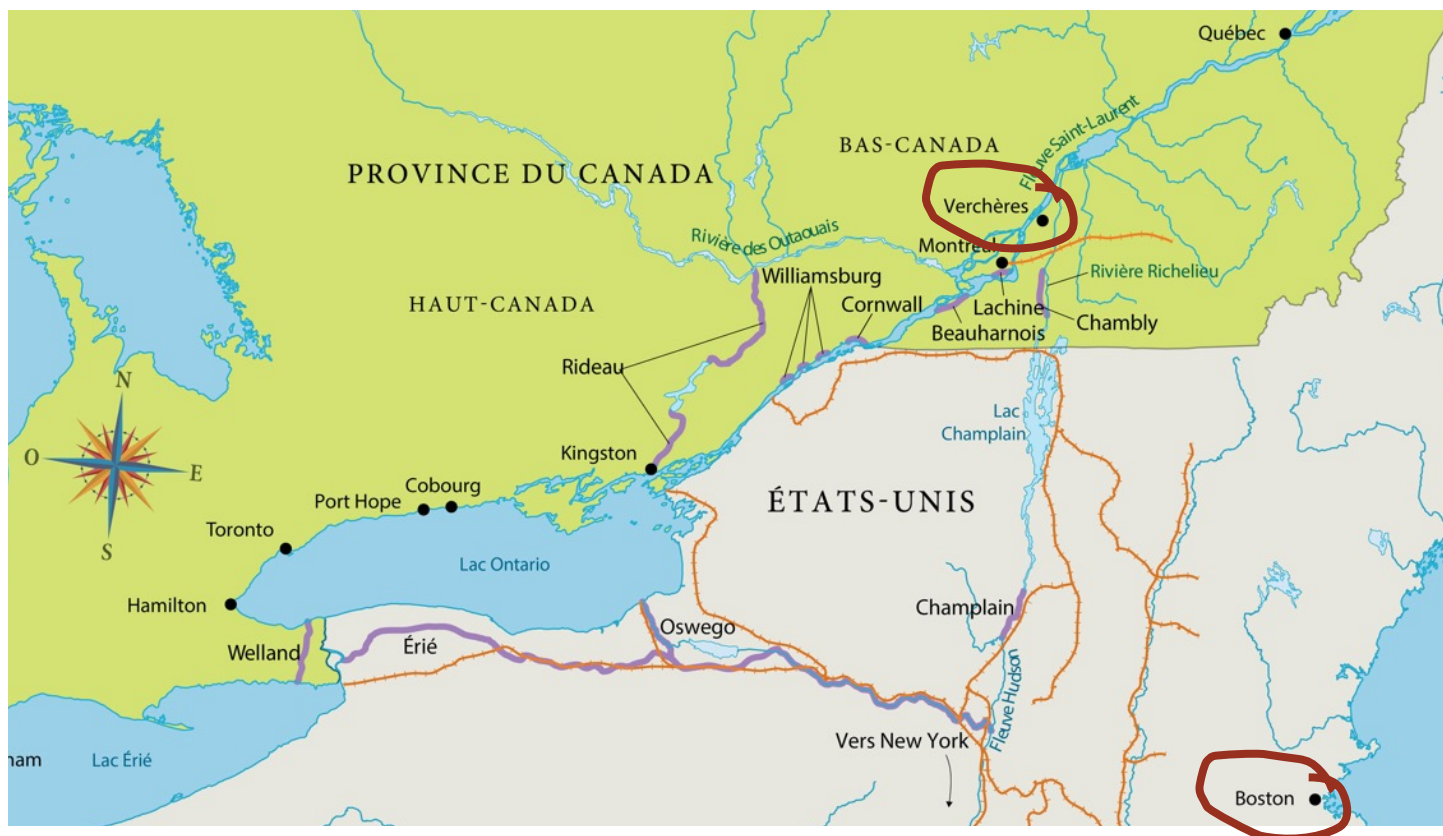 Québec
Fleuve Saint-Laurent
BAS-CANADA
PROVINCE DU CANADA
Verchères
Rivière des Outaouais
Montréal
Williamsburg
Rivière Richelieu
HAUT-CANADA
Cornwall
Lachine
Beauharnois
Chambly
Rideau
N
O
E
S
Lac
Champlain
Kingston
Cobourg
Port Hope
ÉTATS-UNIS
Toronto
Lac Ontario
Hamilton
Champlain
Oswego
Érié
Welland
Fleuve Hudson
Vers New York
ham
Lac Érié
Boston